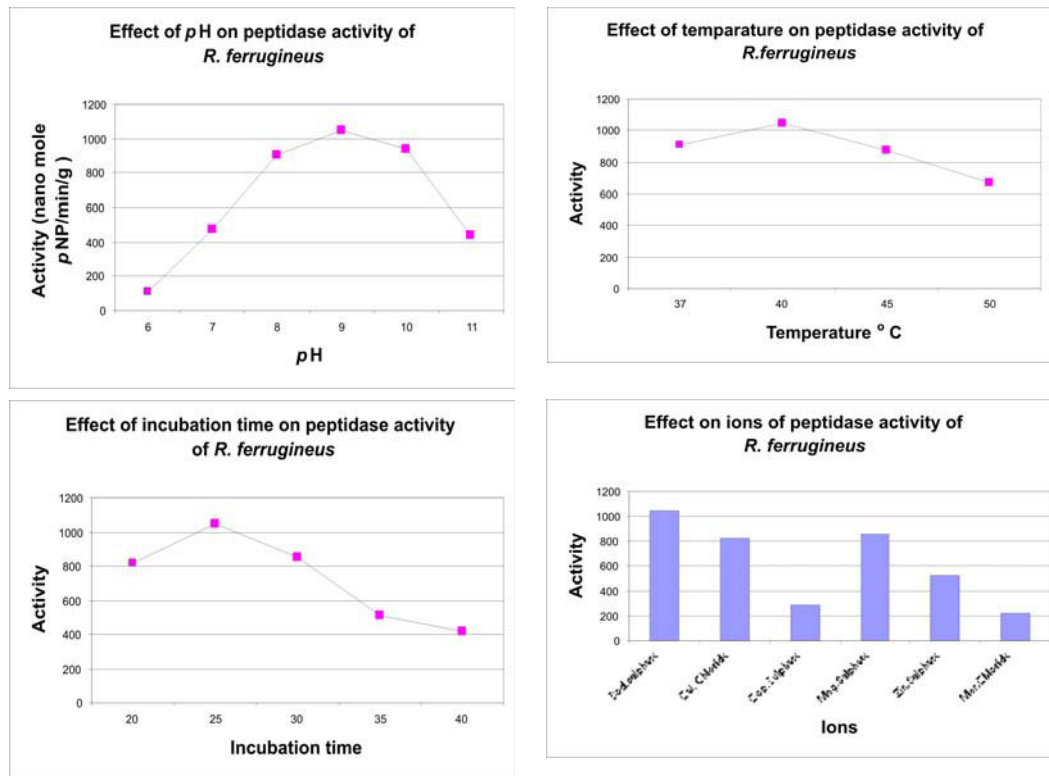 Effect of pH on peptidase activity of
R. ferrugineus
Activity (nano mole
pNP/min/g )
1200
1000
800
600
400
200
0
6 7 8 9 10 11
pH
Effect of temparature on peptidase activity of
R.ferrugineus
Activity
1200
1000
800
600
400
200
0
37 40 45 50
Temperature ° C
Effect of incubation time on peptidase activity
of R. ferrugineus
Activity
1200
1000
800
600
400
200
0
20 25 30 35 40
Incubation time
Effect on ions of peptidase activity of
R. ferrugineus
Activity
1200
1000
800
600
400
200
0
Chloride
Ions